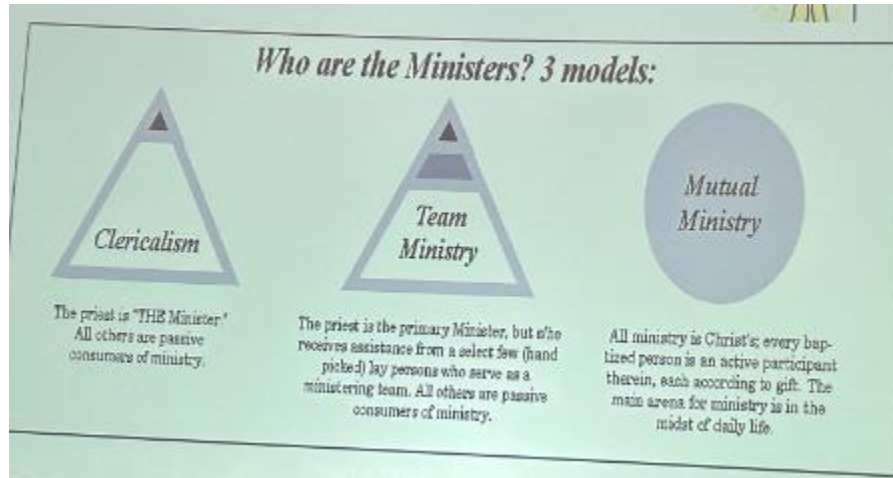 Who are the Ministers? 3 models:
Clericalism
The priest is "THE Minister."
All others are passive
consumers of ministry.
Team
Ministry
The priest is the primary Minister, but s/he
receives assistance from a select few (hand
picked) lay persons who serve as a
ministering team. All others are passive
consumers of ministry.
Mutual
Ministry
All ministry is Christ's; every bap-
tized person is an active participant
therein, each according to gift. The
main arena for ministry is in the
midst of daily life.